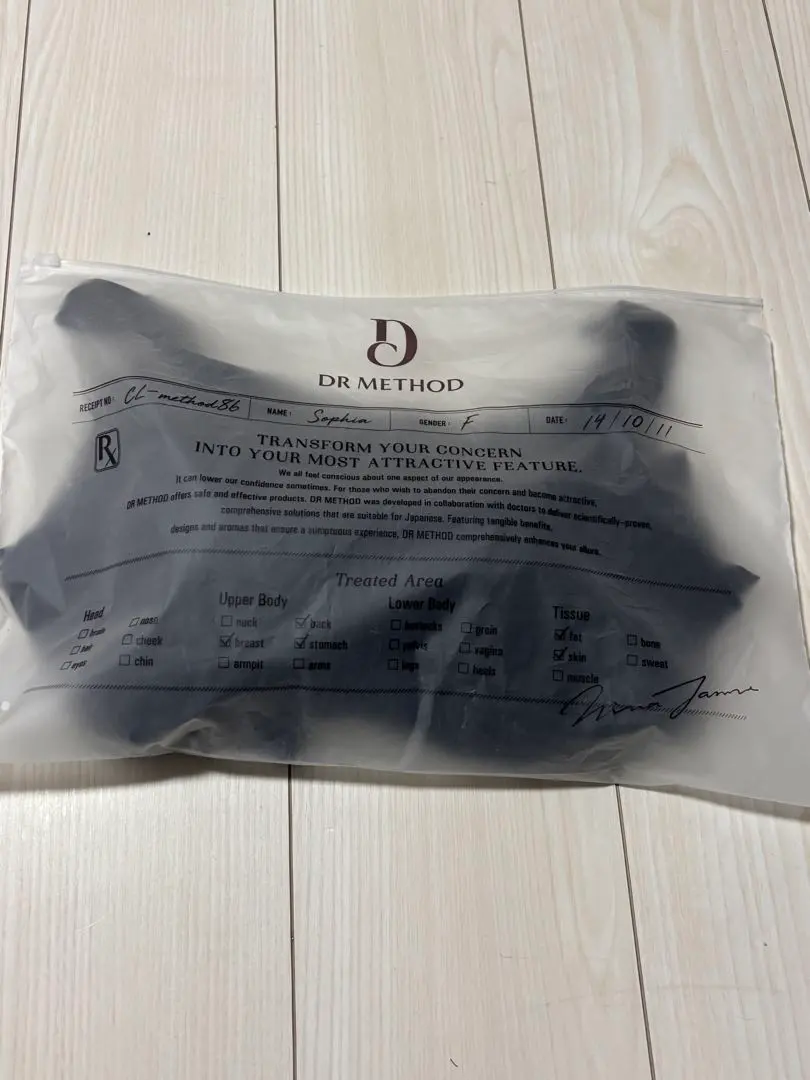 DR METHOD
RECEIPT NO: CL-method86 NAME: Sophia GENDER: F DATE: 14/10/11
Rx
TRANSFORM YOUR CONCERN
INTO YOUR MOST ATTRACTIVE FEATURE.
We all feel conscious about one aspect of our appearance.
It can lower our confidence sometimes. For those who wish to abandon their concern and become attractive,
DR METHOD offers safe and effective products. DR METHOD was developed in collaboration with doctors to deliver scientifically-proven,
comprehensive solutions that are suitable for Japanese. Featuring tangible benefits,
designs and aromas that ensure a sumptuous experience, DR METHOD comprehensively enhances your allure.
Treated Area
Head Upper Body Lower Body Tissue
brain nose neck back buttocks groin fat bone
hair cheek breast stomach pelvis vagina skin sweat
eyes chin armpit arms legs heels muscle